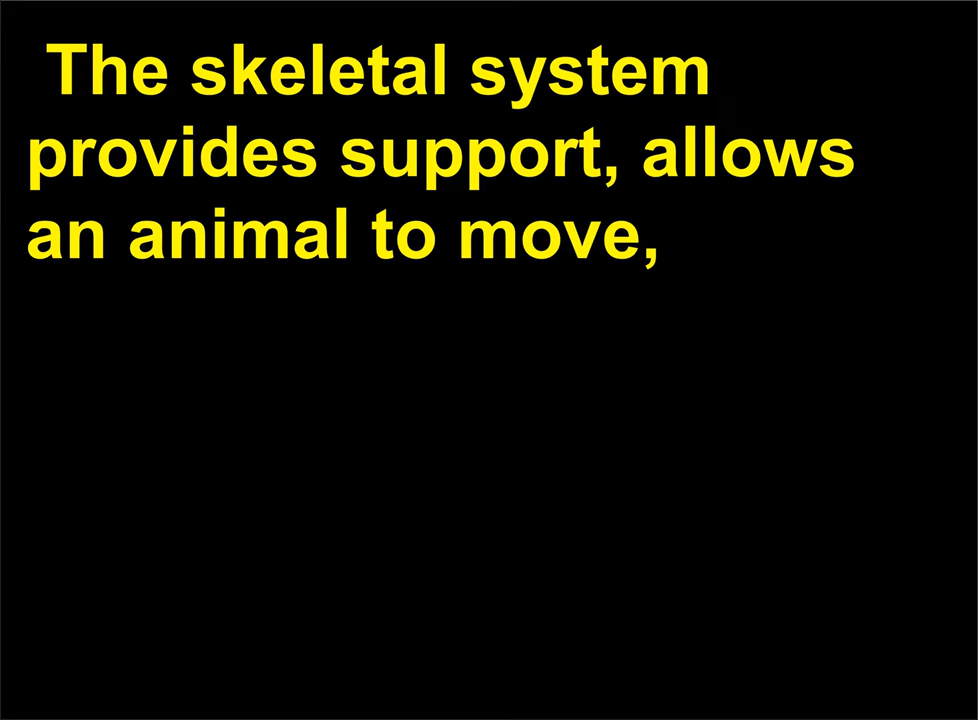 The skeletal system
provides support, allows
an animal to move,